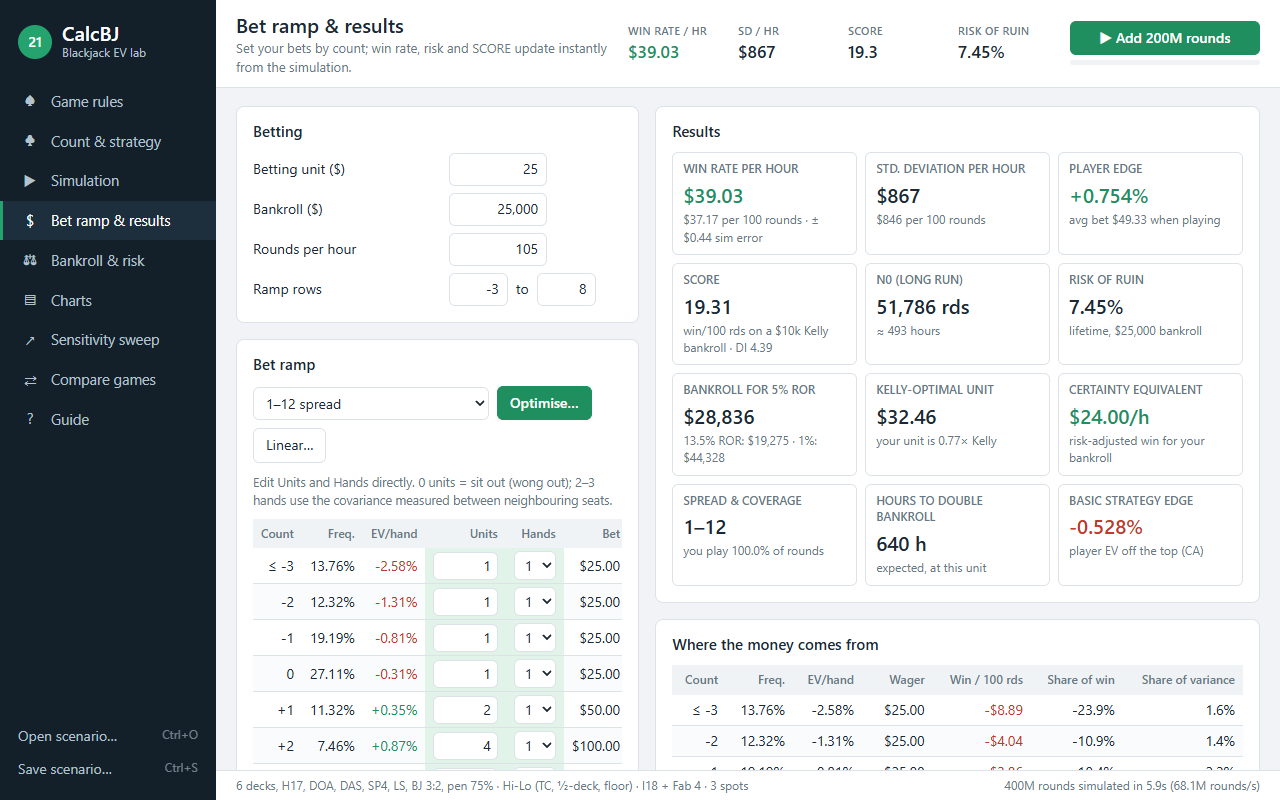 21
CalcBJ
Blackjack EV lab
♠ Game rules
♣ Count & strategy
▶ Simulation
$ Bet ramp & results
⚖ Bankroll & risk
▤ Charts
↗ Sensitivity sweep
⇄ Compare games
? Guide
Open scenario... Ctrl+O
Save scenario... Ctrl+S
Bet ramp & results
Set your bets by count; win rate, risk and SCORE update instantly
from the simulation.
WIN RATE / HR SD / HR SCORE RISK OF RUIN
$39.03 $867 19.3 7.45%
▶ Add 200M rounds
Betting
Betting unit ($) 25
Bankroll ($) 25,000
Rounds per hour 105
Ramp rows -3 to 8
Bet ramp
1–12 spread Optimise...
Linear...
Edit Units and Hands directly. 0 units = sit out (wong out); 2–3
hands use the covariance measured between neighbouring seats.
Count Freq. EV/hand Units Hands Bet
≤ -3 13.76% -2.58% 1 1 $25.00
-2 12.32% -1.31% 1 1 $25.00
-1 19.19% -0.81% 1 1 $25.00
0 27.11% -0.31% 1 1 $25.00
+1 11.32% +0.35% 2 1 $50.00
+2 7.46% +0.87% 4 1 $100.00
Results
WIN RATE PER HOUR
$39.03
$37.17 per 100 rounds · ±
$0.44 sim error
STD. DEVIATION PER HOUR
$867
$846 per 100 rounds
PLAYER EDGE
+0.754%
avg bet $49.33 when playing
SCORE
19.31
win/100 rds on a $10k Kelly
bankroll · DI 4.39
N0 (LONG RUN)
51,786 rds
≈ 493 hours
RISK OF RUIN
7.45%
lifetime, $25,000 bankroll
BANKROLL FOR 5% ROR
$28,836
13.5% ROR: $19,275 · 1%:
$44,328
KELLY-OPTIMAL UNIT
$32.46
your unit is 0.77× Kelly
CERTAINTY EQUIVALENT
$24.00/h
risk-adjusted win for your
bankroll
SPREAD & COVERAGE
1–12
you play 100.0% of rounds
HOURS TO DOUBLE
BANKROLL
640 h
expected, at this unit
BASIC STRATEGY EDGE
-0.528%
player EV off the top (CA)
Where the money comes from
Count Freq. EV/hand Wager Win / 100 rds Share of win Share of variance
≤ -3 13.76% -2.58% $25.00 -$8.89 -23.9% 1.6%
-2 12.32% -1.31% $25.00 -$4.04 -10.9% 1.4%
6 decks, H17, DOA, DAS, SP4, LS, BJ 3:2, pen 75% · Hi-Lo (TC, ½-deck, floor) · I18 + Fab 4 · 3 spots
400M rounds simulated in 5.9s (68.1M rounds/s)